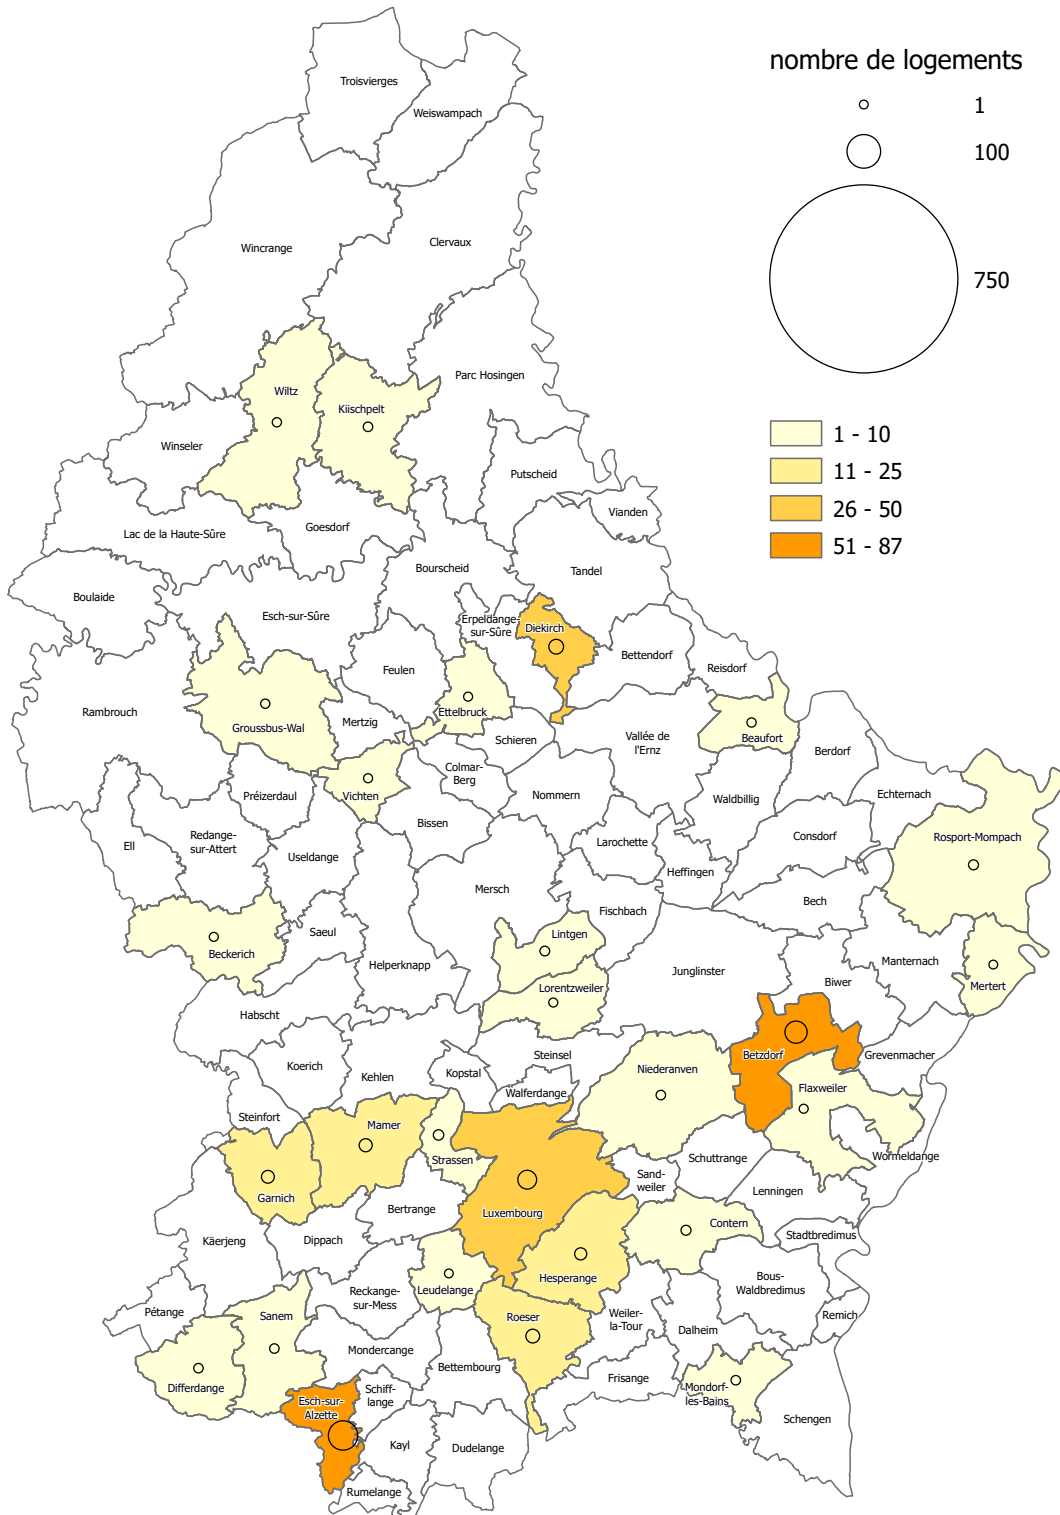 nombre de logements
1
100
750
1 - 10
11 - 25
26 - 50
51 - 87
Troisvierges
Weiswampach
Wincrange
Clervaux
Parc Hosingen
Wiltz
Kiischpelt
Winseler
Putscheid
Vianden
Lac de la Haute-Sûre
Goesdorf
Bourscheid
Tandel
Boulaide
Esch-sur-Sûre
Erpeldange-
sur-Sûre
Diekirch
Bettendorf
Reisdorf
Feulen
Rambrouch
Groussbus-Wal
Mertzig
Ettelbruck
Schieren
Vallée de
l'Ernz
Beaufort
Berdorf
Colmar-
Berg
Vichten
Préizerdaul
Nommern
Waldbillig
Echternach
Ell
Redange-
sur-Attert
Useldange
Bissen
Larochette
Consdorf
Rosport-Mompach
Heffingen
Mersch
Bech
Fischbach
Saeul
Beckerich
Lintgen
Helperknapp
Junglinster
Manternach
Biwer
Mertert
Lorentzweiler
Habscht
Koerich
Kehlen
Kopstal
Steinsel
Walferdange
Niederanven
Betzdorf
Grevenmacher
Flaxweiler
Steinfort
Mamer
Strassen
Wormeldange
Schuttrange
Sand-
weiler
Lenningen
Garnich
Bertrange
Luxembourg
Contern
Stadtbredimus
Käerjeng
Dippach
Hesperange
Leudelange
Reckange-
sur-Mess
Bous-
Waldbredimus
Pétange
Sanem
Roeser
Weiler-
la-Tour
Dalheim
Remich
Mondercange
Bettembourg
Frisange
Differdange
Schiff-
lange
Mondorf-
les-Bains
Esch-sur-
Alzette
Schengen
Kayl
Dudelange
Rumelange